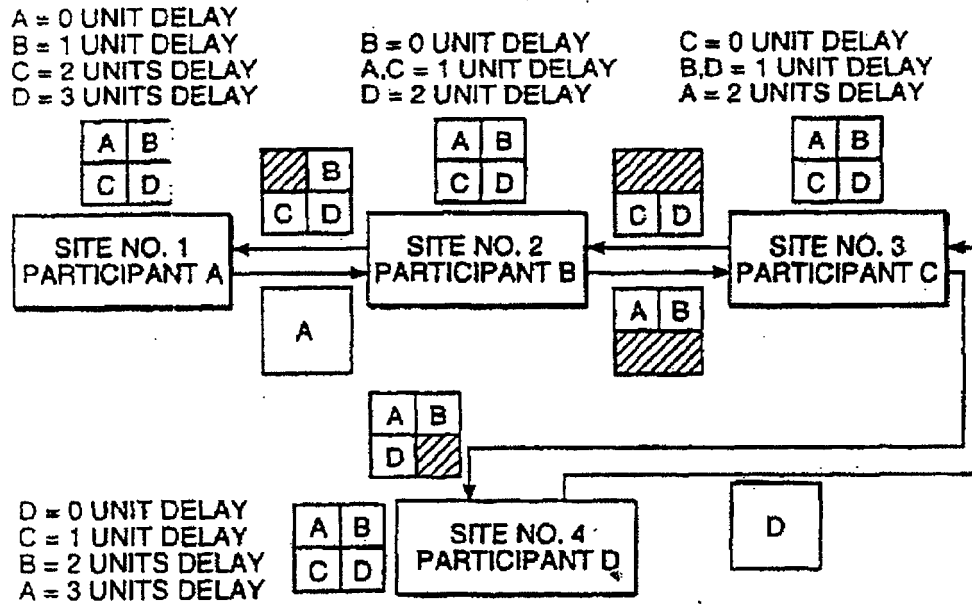 A = 0 UNIT DELAY
B = 1 UNIT DELAY
C = 2 UNITS DELAY
D = 3 UNITS DELAY
B = 0 UNIT DELAY
A,C = 1 UNIT DELAY
D = 2 UNIT DELAY
C = 0 UNIT DELAY
B,D = 1 UNIT DELAY
A = 2 UNITS DELAY
A B
C D
B
C D
A B
C D
C D
A B
C D
SITE NO. 1
PARTICIPANT A
SITE NO. 2
PARTICIPANT B
SITE NO. 3
PARTICIPANT C
A
A B
A B
D
D = 0 UNIT DELAY
C = 1 UNIT DELAY
B = 2 UNITS DELAY
A = 3 UNITS DELAY
A B
C D
SITE NO. 4
PARTICIPANT D
D